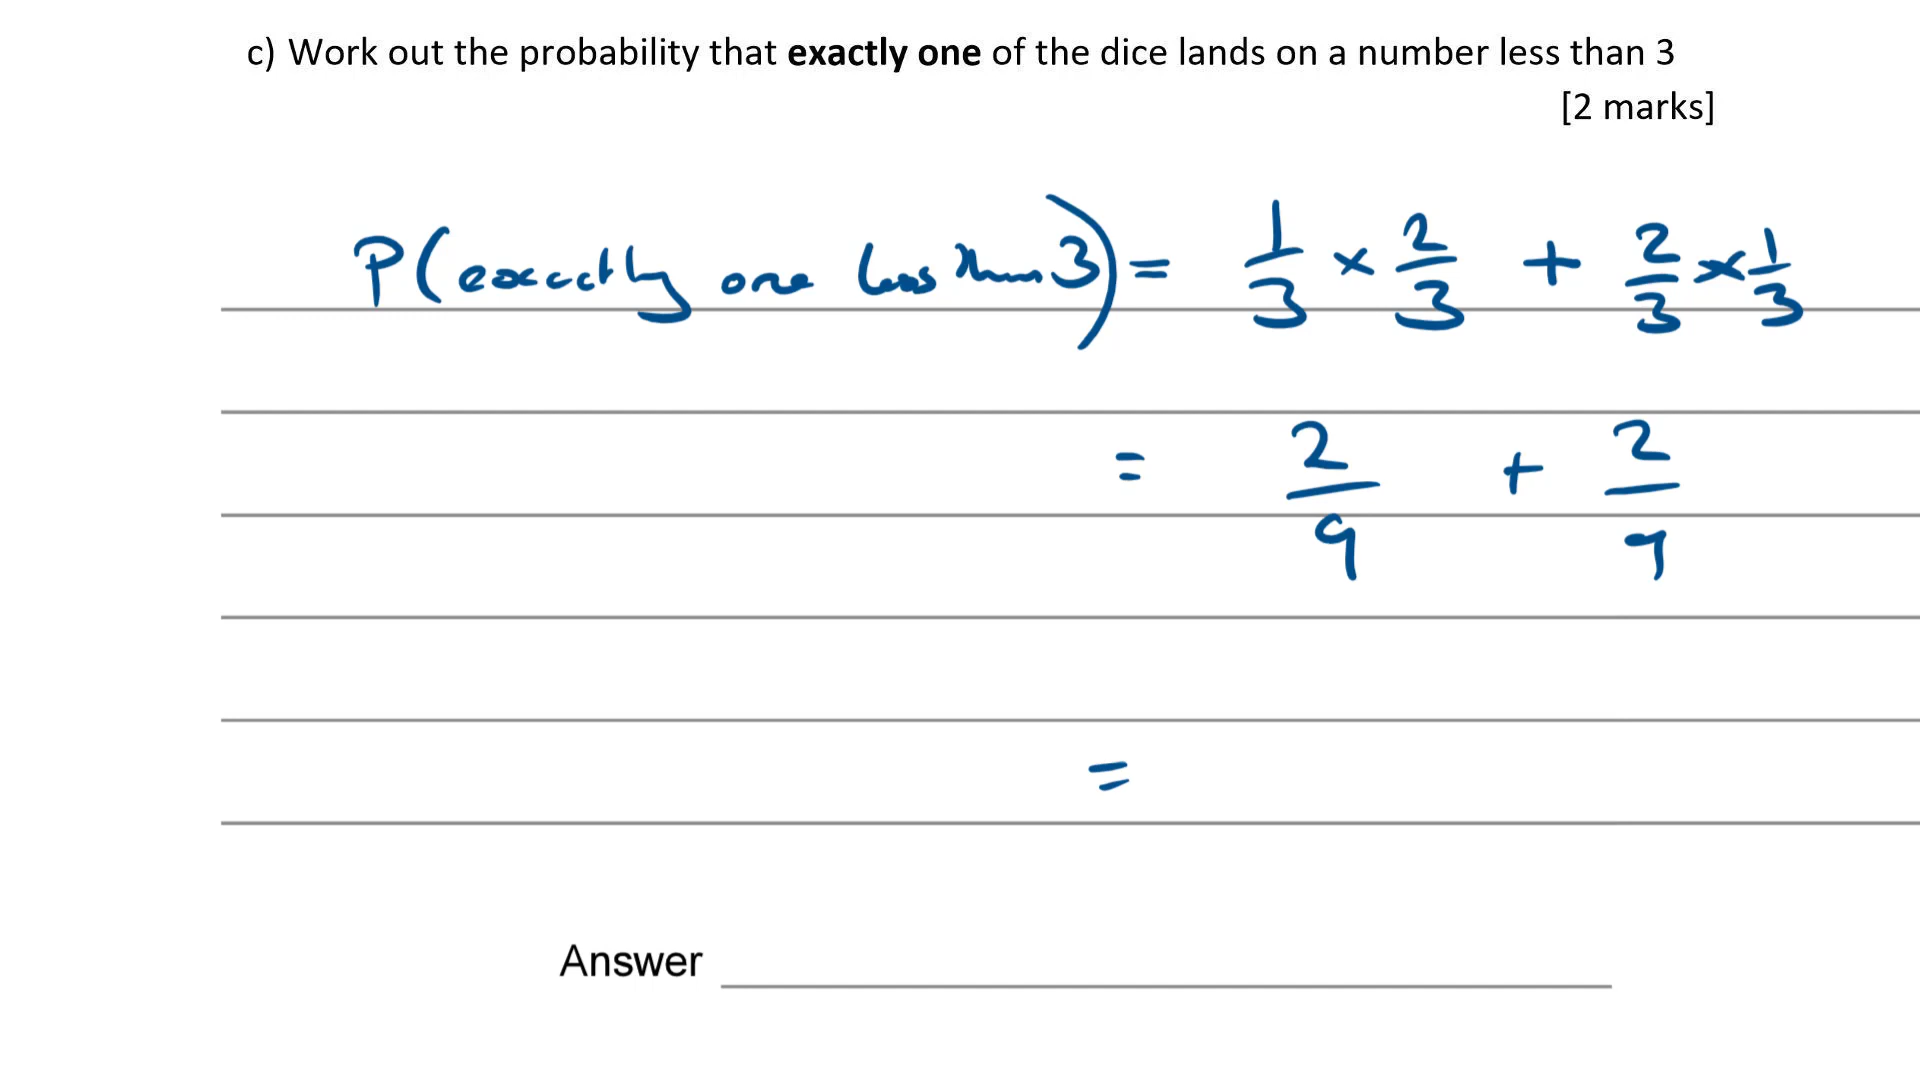 c) Work out the probability that exactly one of the dice lands on a number less than 3
[2 marks]
P(exactly one less than 3) = 1/3 × 2/3 + 2/3 × 1/3
= 2/9 + 2/9
=
Answer